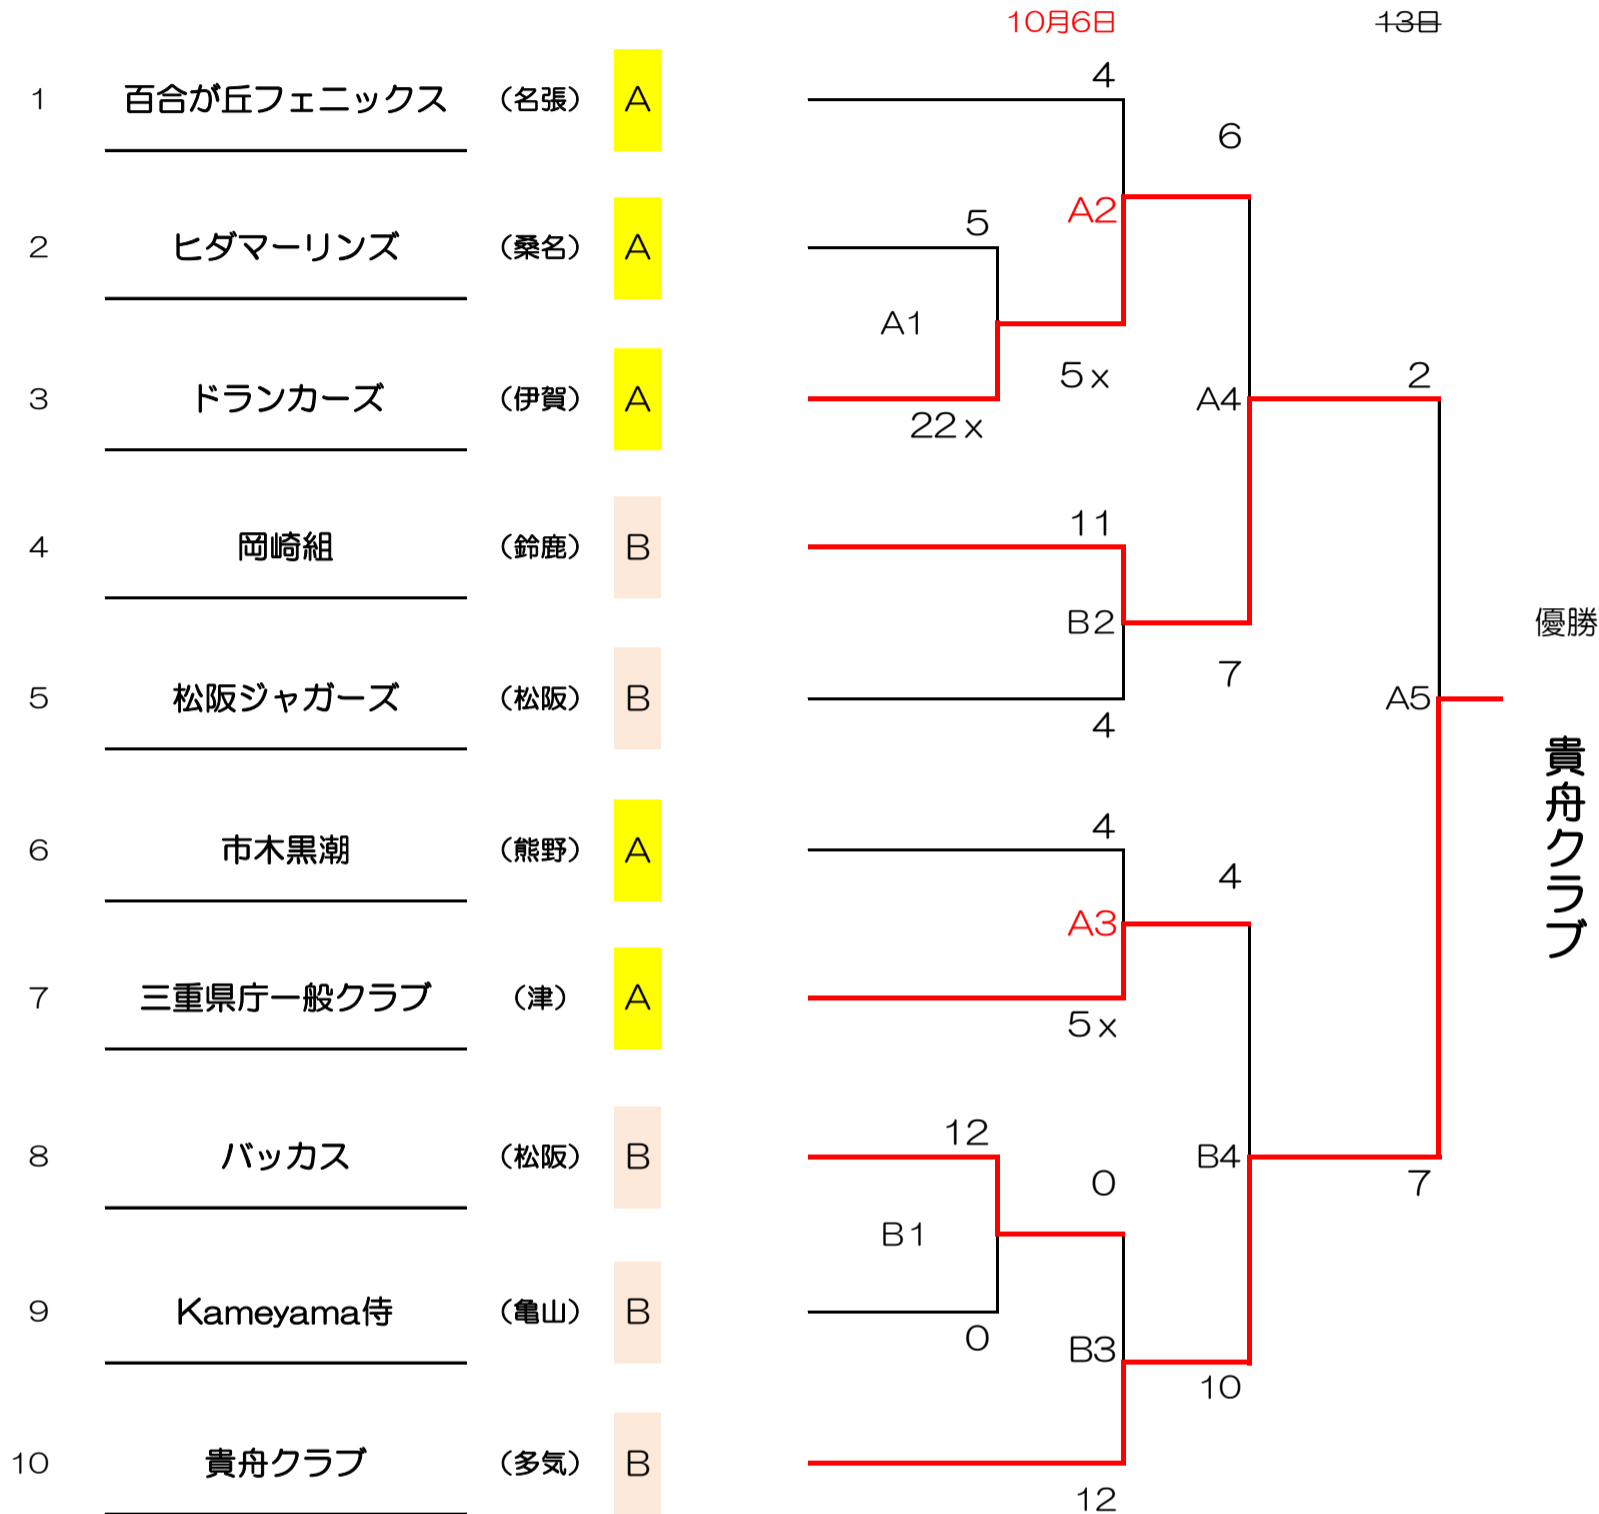 10月6日 13日
1 百合が丘フェニックス （名張） A 4
6
A2
2 ヒダマーリンズ （桑名） A 5
A1
5x
3 ドランカーズ （伊賀） A 22x
A4 2
4 岡崎組 （鈴鹿） B 11
B2
優勝
7
5 松阪ジャガーズ （松阪） B 4
A5
貴舟クラブ
6 市木黒潮 （熊野） A 4
4
A3
7 三重県庁一般クラブ （津） A 5x
8 バッカス （松阪） B 12
B4
0
7
B1
9 Kameyama侍 （亀山） B 0
B3
10
10 貴舟クラブ （多気） B 12